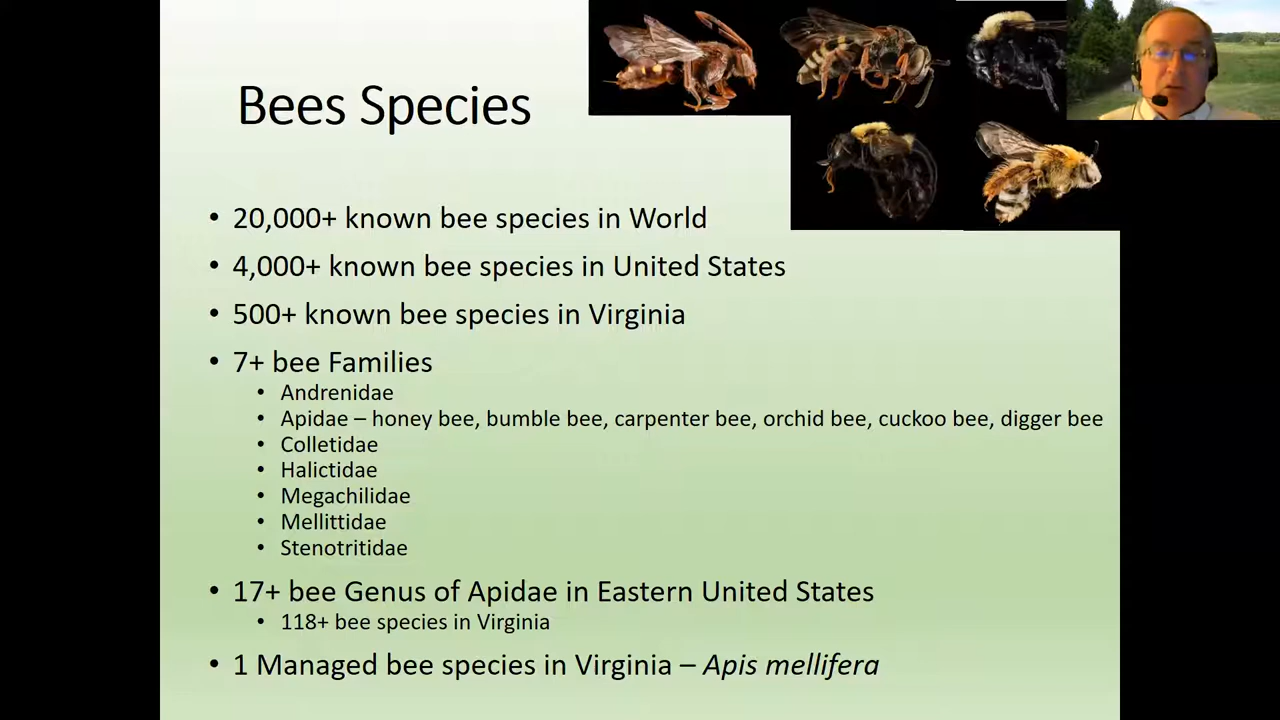 Bees Species
• 20,000+ known bee species in World
• 4,000+ known bee species in United States
• 500+ known bee species in Virginia
• 7+ bee Families
• Andrenidae
• Apidae – honey bee, bumble bee, carpenter bee, orchid bee, cuckoo bee, digger bee
• Colletidae
• Halictidae
• Megachilidae
• Mellittidae
• Stenotritidae
• 17+ bee Genus of Apidae in Eastern United States
• 118+ bee species in Virginia
• 1 Managed bee species in Virginia – Apis mellifera